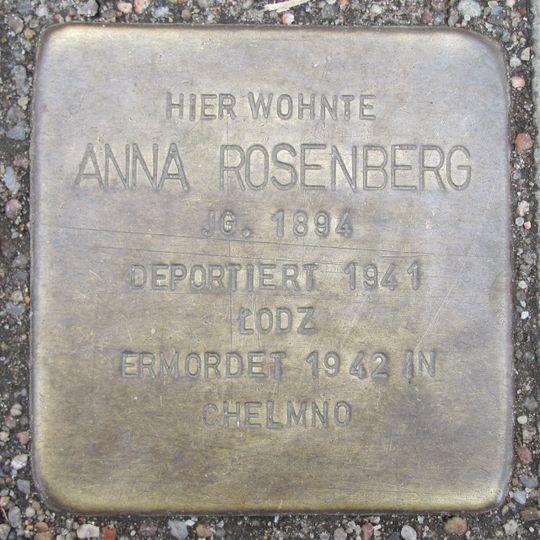 HIER WOHNTE
ANNA ROSENBERG
JG. 1894
DEPORTIERT 1941
ŁODZ
ERMORDET 1942 IN
CHELMNO